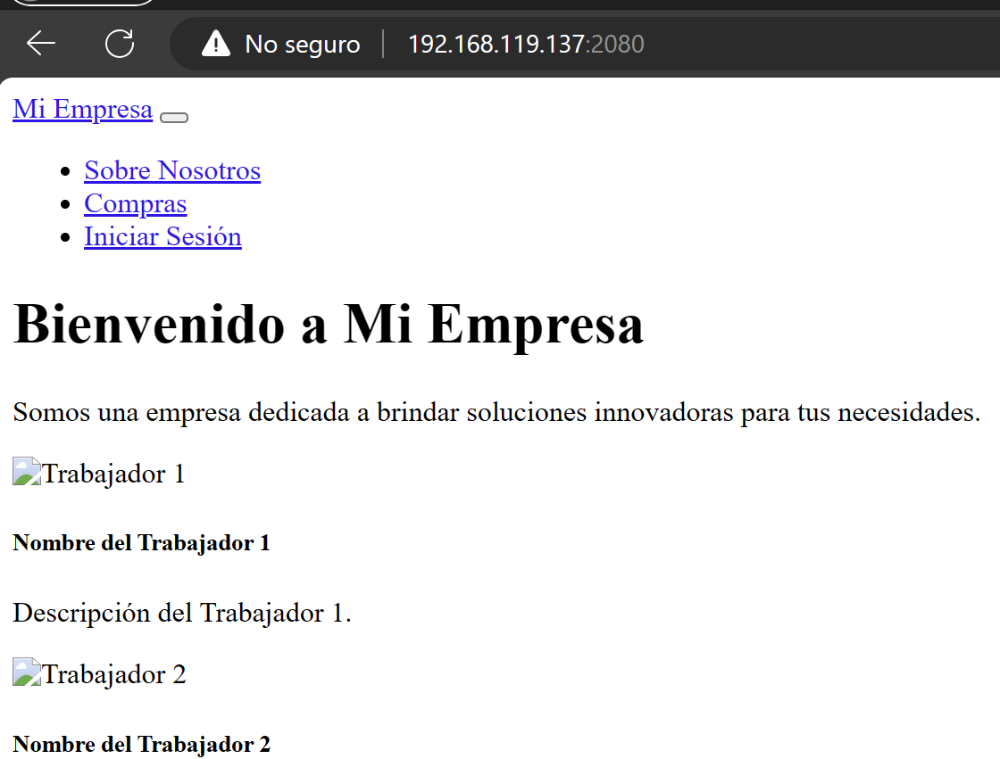 No seguro 192.168.119.137:2080
Mi Empresa
Sobre Nosotros
Compras
Iniciar Sesión
Bienvenido a Mi Empresa
Somos una empresa dedicada a brindar soluciones innovadoras para tus necesidades.
Trabajador 1
Nombre del Trabajador 1
Descripción del Trabajador 1.
Trabajador 2
Nombre del Trabajador 2